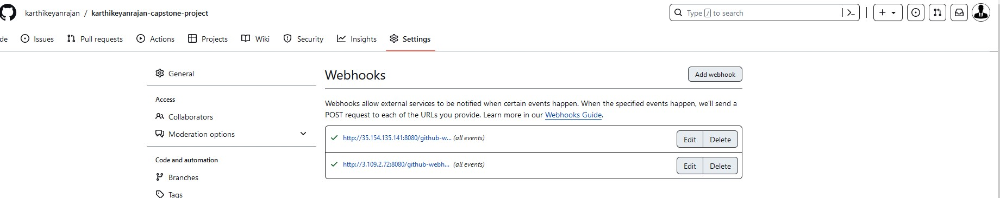 karthikeyanrajan / karthikeyanrajan-capstone-project
Type / to search
de Issues Pull requests Actions Projects Wiki Security Insights Settings
General
Access
Collaborators
Moderation options
Code and automation
Branches
Tags
Webhooks
Add webhook
Webhooks allow external services to be notified when certain events happen. When the specified events happen, we'll send a
POST request to each of the URLs you provide. Learn more in our Webhooks Guide.
http://35.154.135.141:8080/github-w... (all events) Edit Delete
http://3.109.2.72:8080/github-webh... (all events) Edit Delete